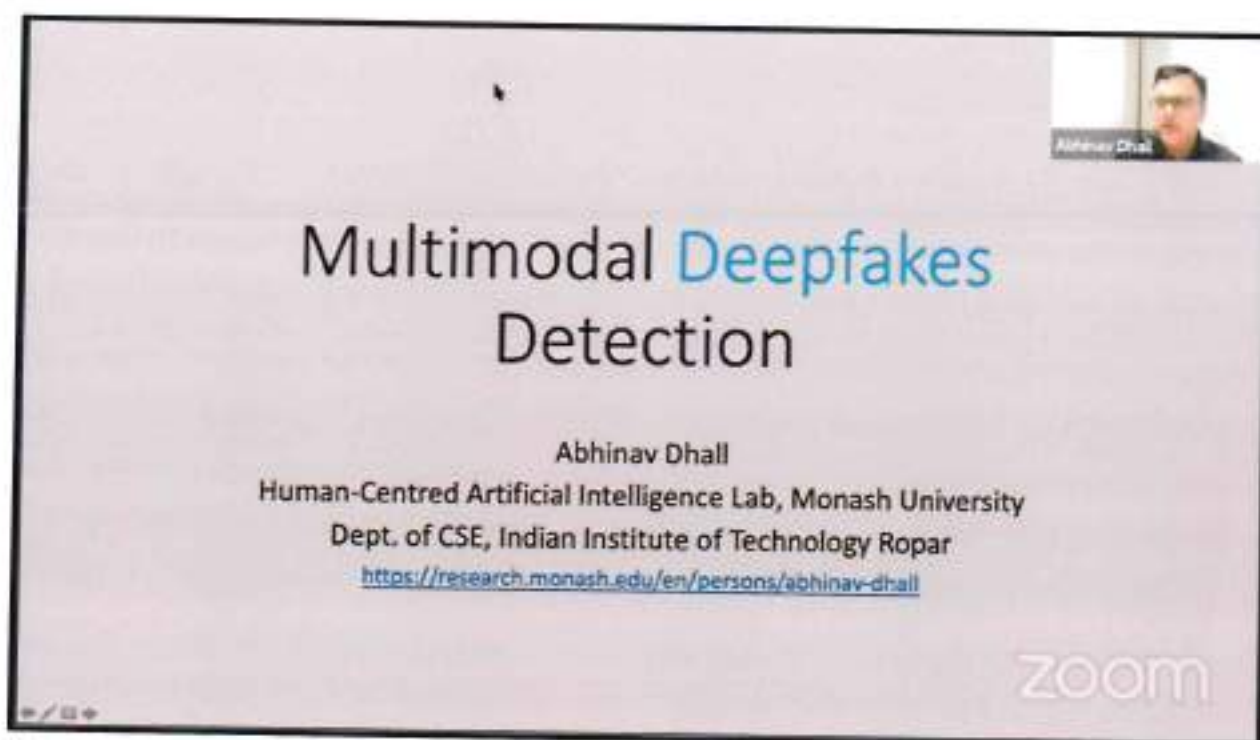 Abhinav Dhall
Multimodal Deepfakes
Detection
Abhinav Dhall
Human-Centred Artificial Intelligence Lab, Monash University
Dept. of CSE, Indian Institute of Technology Ropar
https://research.monash.edu/en/persons/abhinav-dhall
zoom